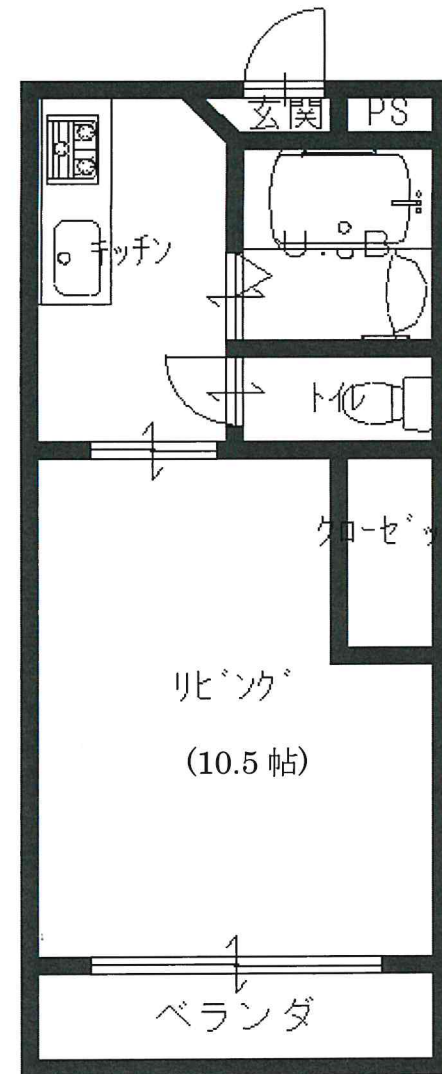 玄関
PS
キッチン
U.B
トイレ
クローゼッ
リビング
(10.5 帖)
ベランダ